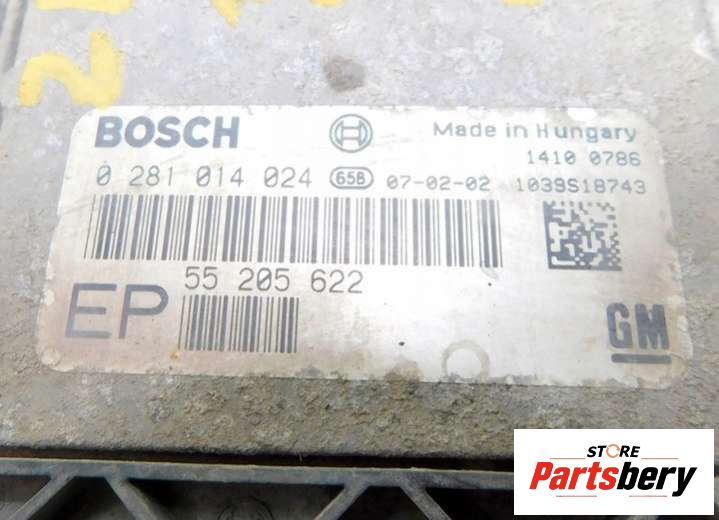 BOSCH
Made in Hungary
1410 0786
0 281 014 024 65B 07-02-02 1039S18743
55 205 622
EP
GM
STORE
Partsbery